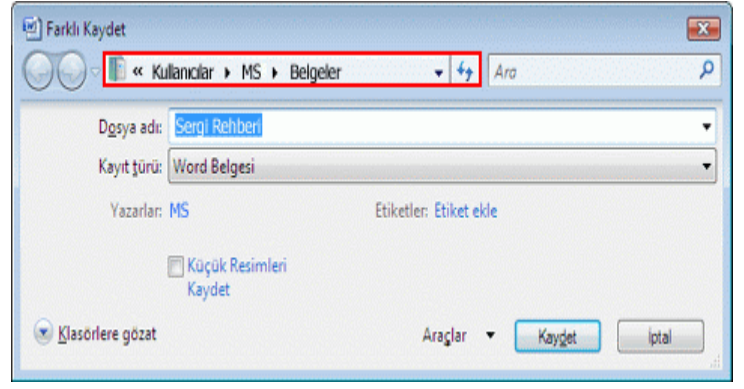 Farklı Kaydet
« Kullanıcılar ▸ MS ▸ Belgeler
Ara
Dosya adı: Sergi Rehberi
Kayıt türü: Word Belgesi
Yazarlar: MS Etiketler: Etiket ekle
Küçük Resimleri
Kaydet
Klasörlere gözat Araçlar Kaydet İptal